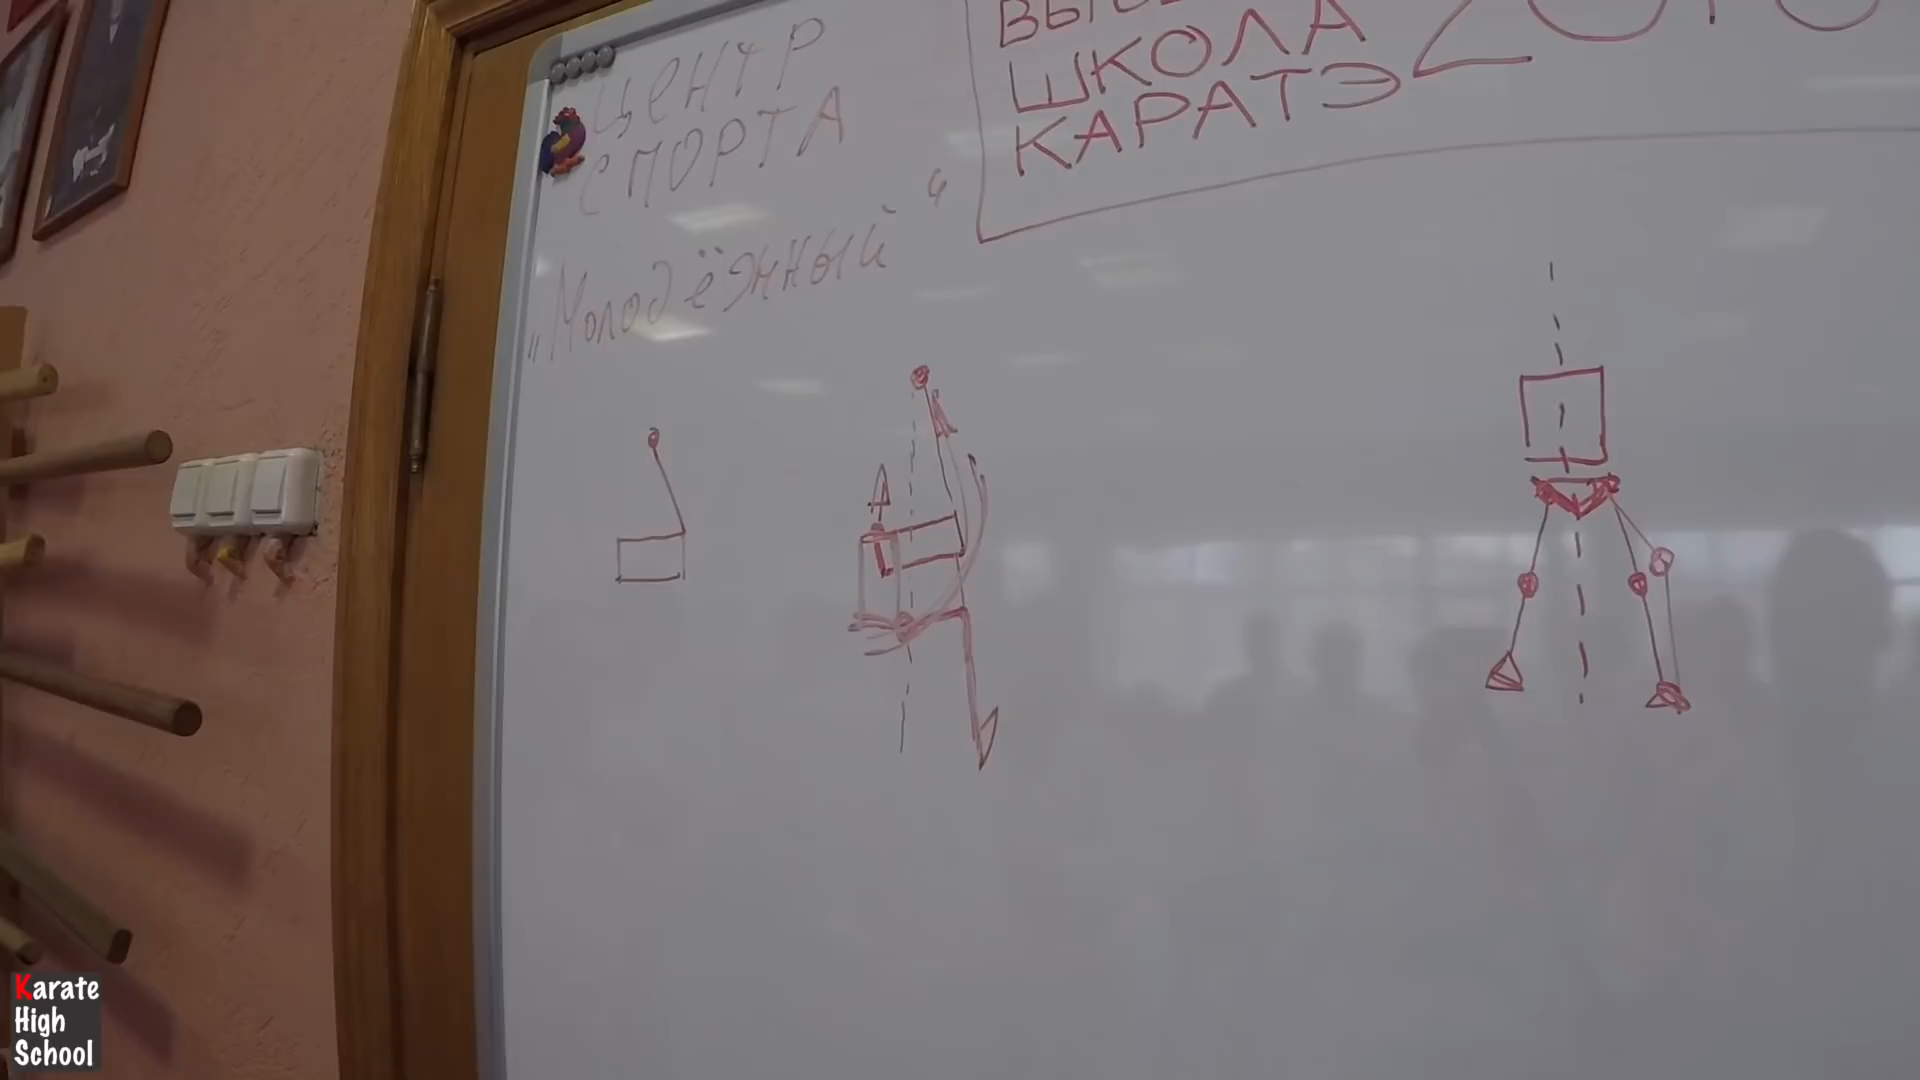 ЦЕНТР
СПОРТА
„Молодёжный“
ШКОЛА
КАРАТЭ
Karate
High
School